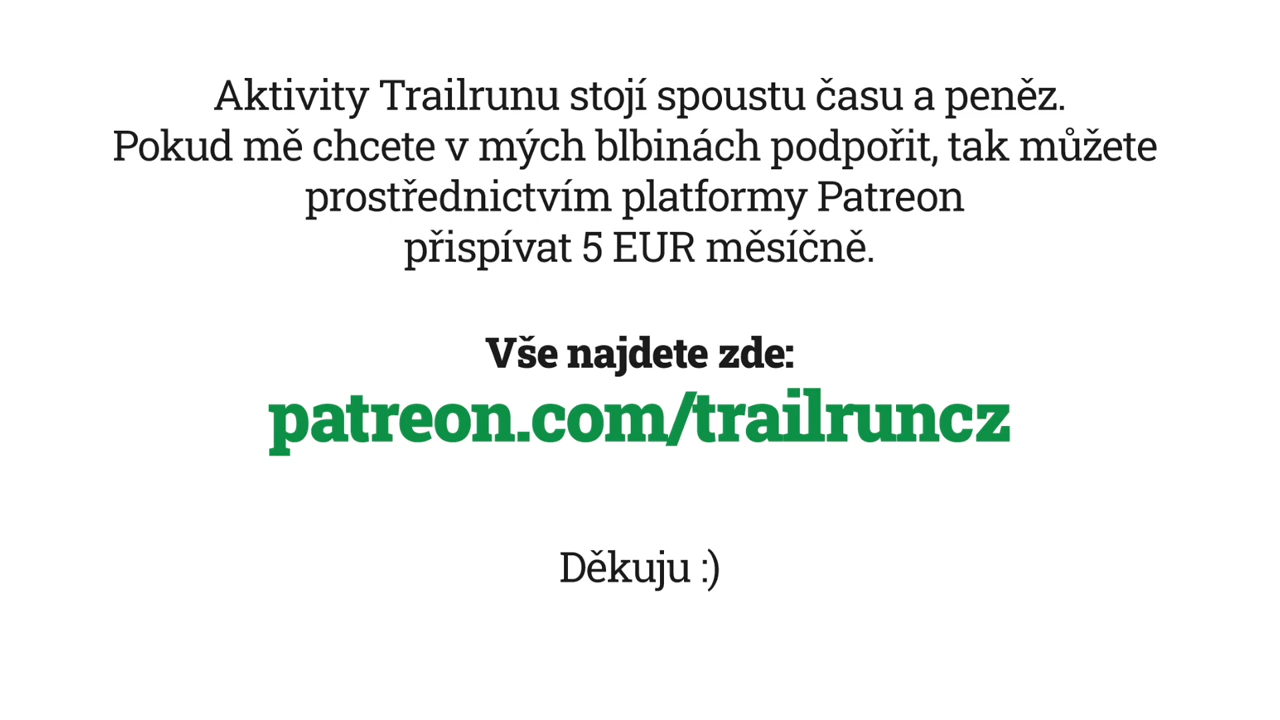 Aktivity Trailrunu stojí spoustu času a peněz.
Pokud mě chcete v mých blbinách podpořit, tak můžete
prostřednictvím platformy Patreon
přispívat 5 EUR měsíčně.
Vše najdete zde:
patreon.com/trailruncz
Děkuju :)